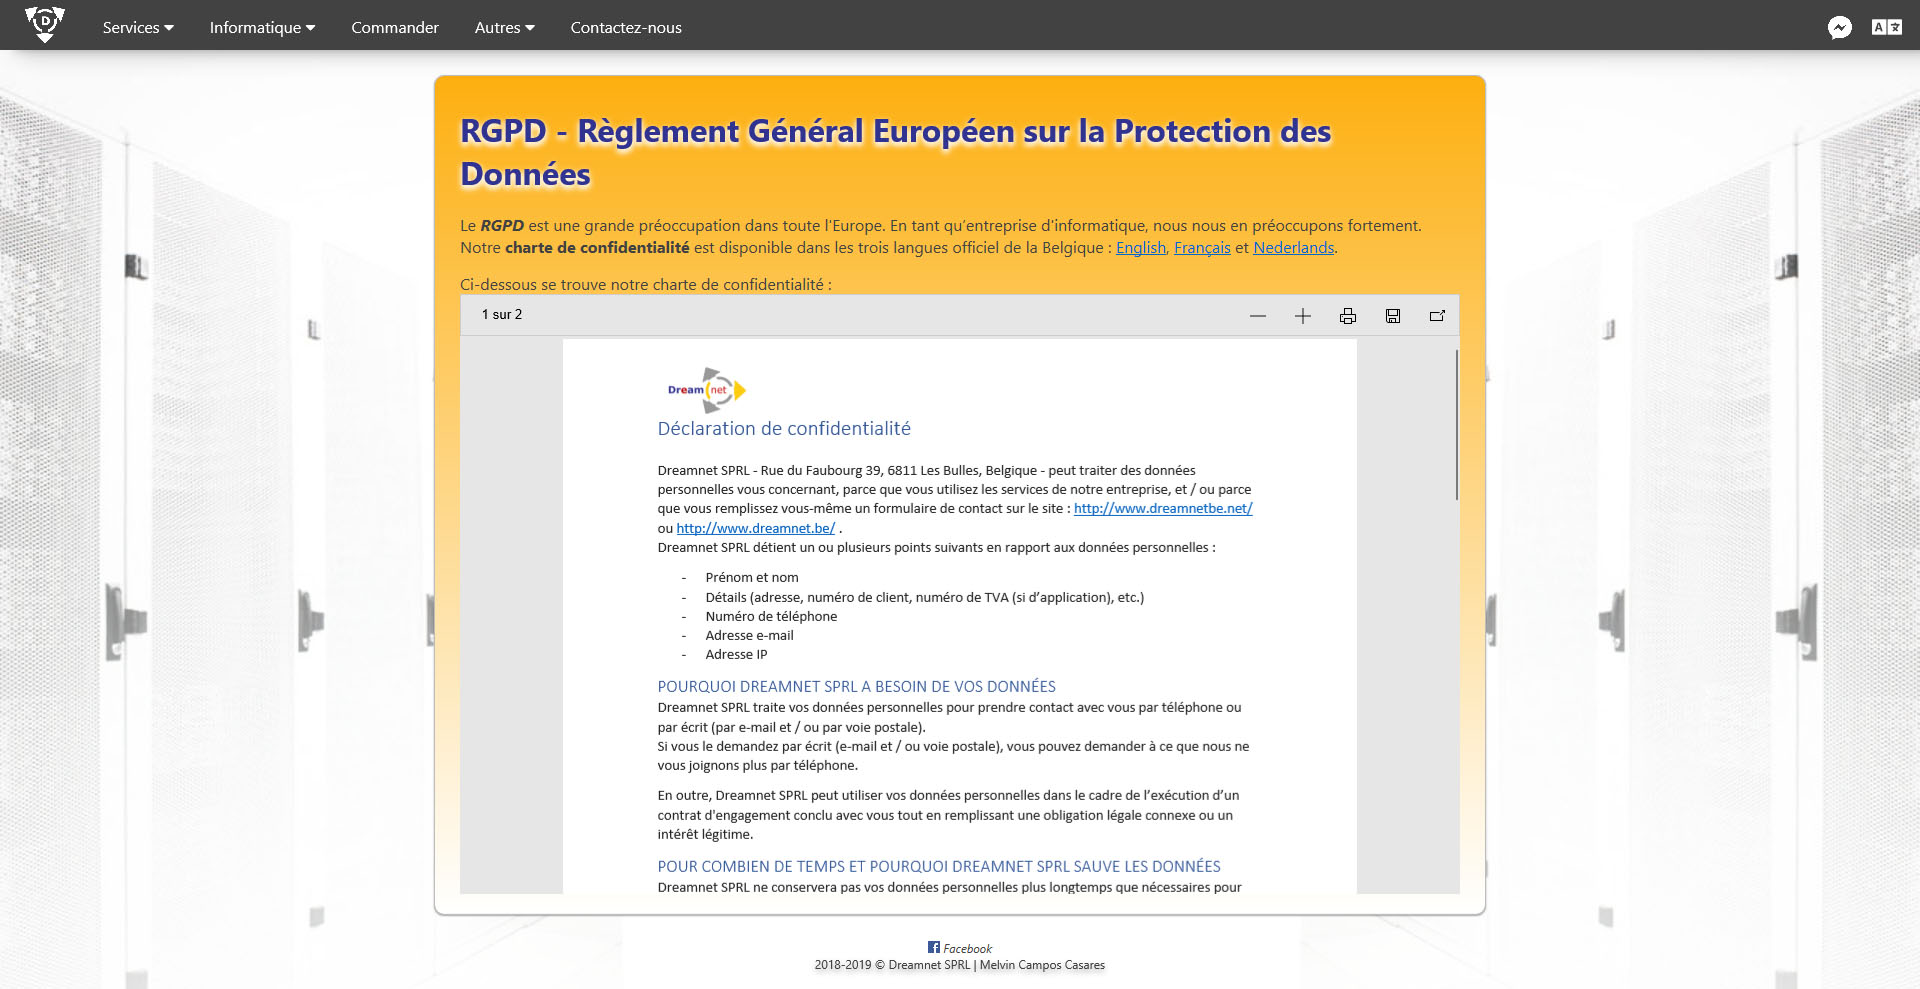 D
Services
Informatique
Commander
Autres
Contactez-nous
RGPD - Règlement Général Européen sur la Protection des
Données
Le RGPD est une grande préoccupation dans toute l'Europe. En tant qu’entreprise d'informatique, nous nous en préoccupons fortement.
Notre charte de confidentialité est disponible dans les trois langues officiel de la Belgique : English, Français et Nederlands.
Ci-dessous se trouve notre charte de confidentialité :
1 sur 2
Dream net
Déclaration de confidentialité
Dreamnet SPRL - Rue du Faubourg 39, 6811 Les Bulles, Belgique - peut traiter des données
personnelles vous concernant, parce que vous utilisez les services de notre entreprise, et / ou parce
que vous remplissez vous-même un formulaire de contact sur le site : http://www.dreamnetbe.net/
ou http://www.dreamnet.be/ .
Dreamnet SPRL détient un ou plusieurs points suivants en rapport aux données personnelles :
- Prénom et nom
- Détails (adresse, numéro de client, numéro de TVA (si d’application), etc.)
- Numéro de téléphone
- Adresse e-mail
- Adresse IP
POURQUOI DREAMNET SPRL A BESOIN DE VOS DONNÉES
Dreamnet SPRL traite vos données personnelles pour prendre contact avec vous par téléphone ou
par écrit (par e-mail et / ou par voie postale).
Si vous le demandez par écrit (e-mail et / ou voie postale), vous pouvez demander à ce que nous ne
vous joignons plus par téléphone.
En outre, Dreamnet SPRL peut utiliser vos données personnelles dans le cadre de l’exécution d’un
contrat d'engagement conclu avec vous tout en remplissant une obligation légale connexe ou un
intérêt légitime.
POUR COMBIEN DE TEMPS ET POURQUOI DREAMNET SPRL SAUVE LES DONNÉES
Dreamnet SPRL ne conservera pas vos données personnelles plus longtemps que nécessaires pour
Facebook
2018-2019 © Dreamnet SPRL | Melvin Campos Casares